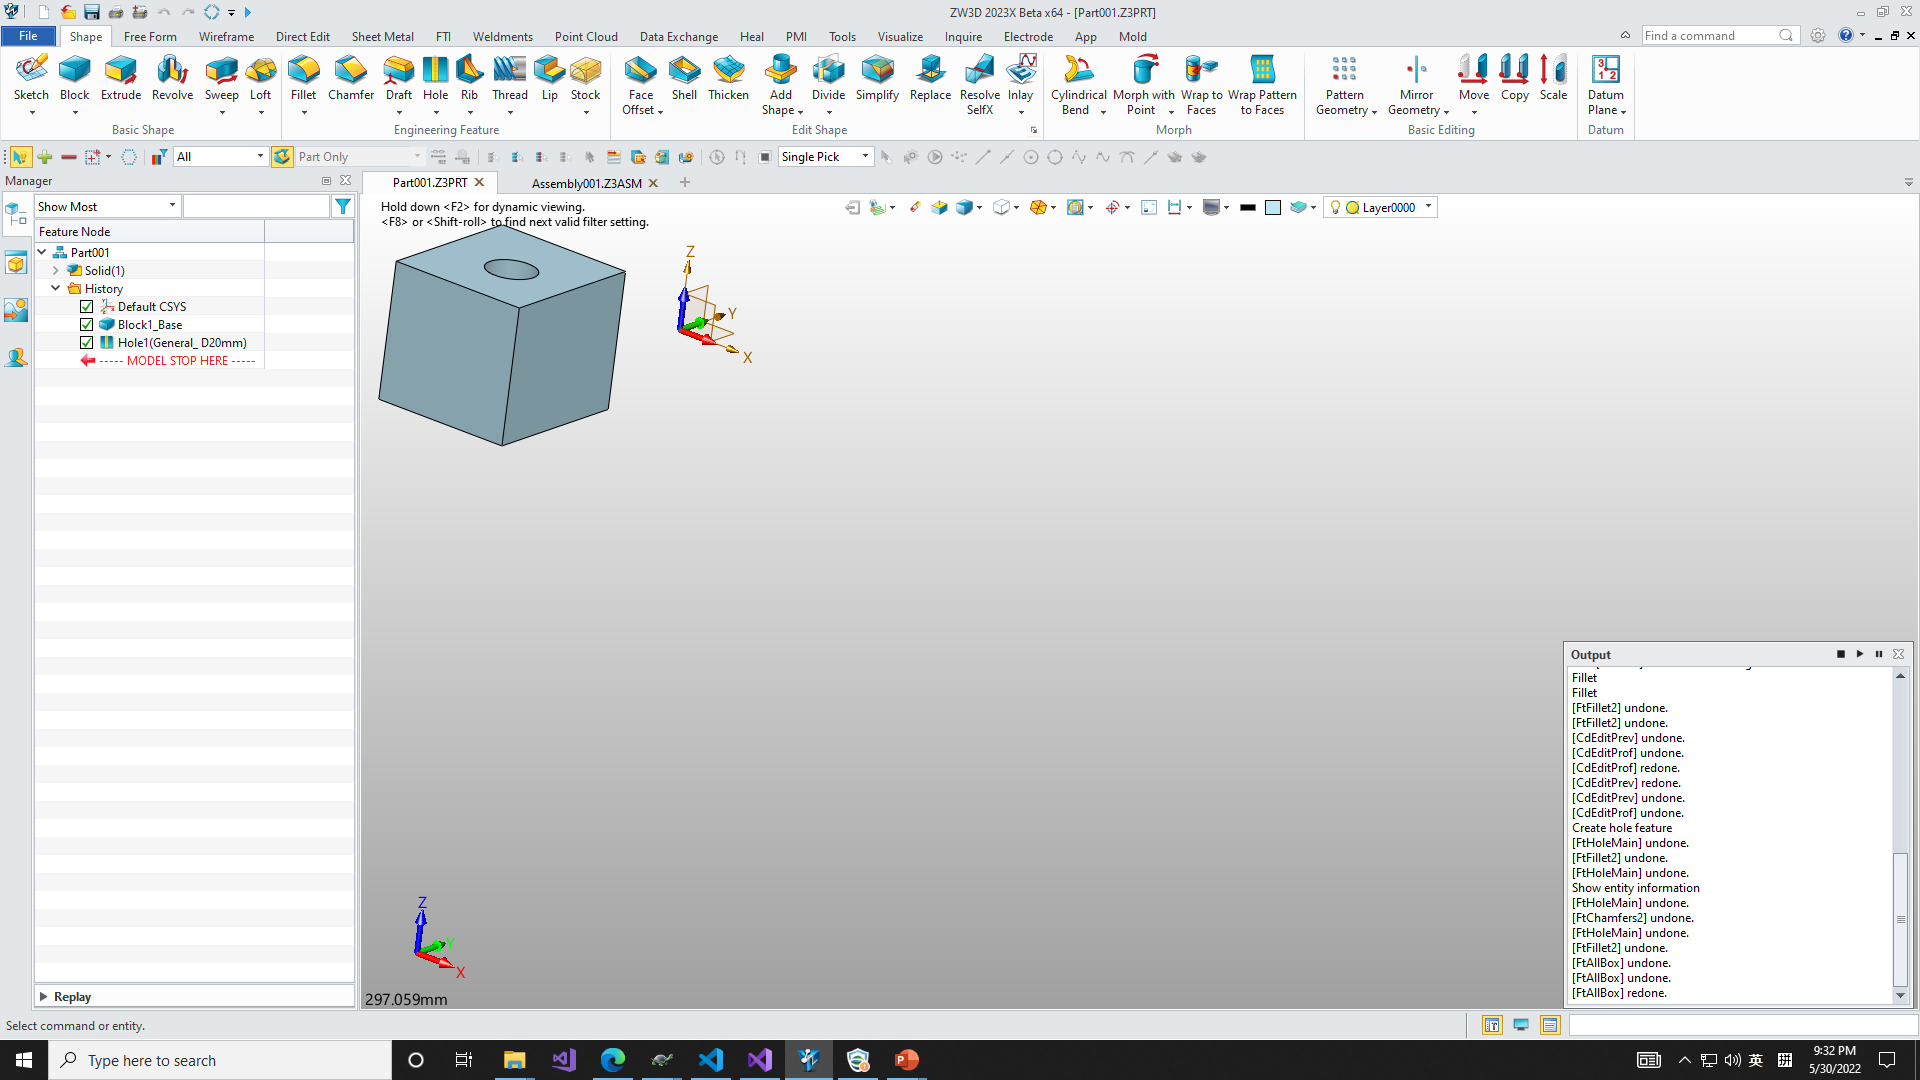 ZW3D 2023X Beta x64 - [Part001.Z3PRT]
File Shape Free Form Wireframe Direct Edit Sheet Metal FTI Weldments Point Cloud Data Exchange Heal PMI Tools Visualize Inquire Electrode App Mold Find a command
Sketch Block Extrude Revolve Sweep Loft Fillet Chamfer Draft Hole Rib Thread Lip Stock Face Offset Shell Thicken Add Shape Divide Simplify Replace Resolve SelfX Inlay Cylindrical Bend Morph with Point Wrap to Faces Wrap Pattern to Faces Pattern Geometry Mirror Geometry Move Copy Scale Datum Plane
Basic Shape Engineering Feature Edit Shape Morph Basic Editing Datum
All Part Only Single Pick
Manager
Part001.Z3PRT Assembly001.Z3ASM
Show Most
Hold down <F2> for dynamic viewing.
<F8> or <Shift-roll> to find next valid filter setting.
Layer0000
Feature Node
Part001
Solid(1)
History
Default CSYS
Block1_Base
Hole1(General_ D20mm)
----- MODEL STOP HERE -----
Z
Y
X
Output
Fillet
Fillet
[FtFillet2] undone.
[FtFillet2] undone.
[CdEditPrev] undone.
[CdEditProf] undone.
[CdEditProf] redone.
[CdEditPrev] redone.
[CdEditPrev] undone.
[CdEditProf] undone.
Create hole feature
[FtHoleMain] undone.
[FtFillet2] undone.
[FtHoleMain] undone.
Show entity information
[FtHoleMain] undone.
[FtChamfers2] undone.
[FtHoleMain] undone.
[FtFillet2] undone.
[FtAllBox] undone.
[FtAllBox] undone.
[FtAllBox] redone.
Z
Y
X
297.059mm
Replay
Select command or entity.
Type here to search
英
拼
9:32 PM
5/30/2022